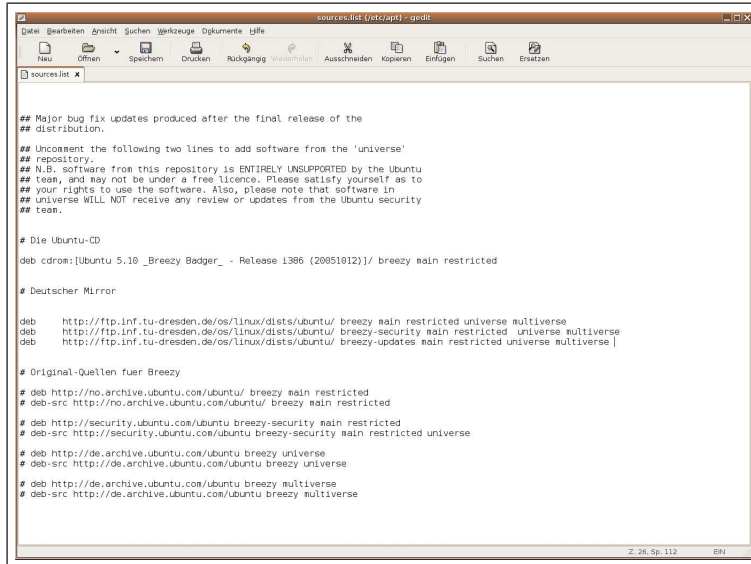 sources.list (/etc/apt) - gedit
Datei Bearbeiten Ansicht Suchen Werkzeuge Dokumente Hilfe
Neu Öffnen Speichern Drucken Rückgängig Wiederholen Ausschneiden Kopieren Einfügen Suchen Ersetzen
sources.list x
## Major bug fix updates produced after the final release of the
## distribution.
## Uncomment the following two lines to add software from the 'universe'
## repository.
## N.B. software from this repository is ENTIRELY UNSUPPORTED by the Ubuntu
## team, and may not be under a free licence. Please satisfy yourself as to
## your rights to use the software. Also, please note that software in
## universe WILL NOT receive any review or updates from the Ubuntu security
## team.
# Die Ubuntu-CD
deb cdrom:[Ubuntu 5.10 _Breezy Badger_ - Release i386 (20051012)]/ breezy main restricted
# Deutscher Mirror
deb http://ftp.inf.tu-dresden.de/os/linux/dists/ubuntu/ breezy main restricted universe multiverse
deb http://ftp.inf.tu-dresden.de/os/linux/dists/ubuntu/ breezy-security main restricted universe multiverse
deb http://ftp.inf.tu-dresden.de/os/linux/dists/ubuntu/ breezy-updates main restricted universe multiverse
# Original-Quellen fuer Breezy
# deb http://no.archive.ubuntu.com/ubuntu/ breezy main restricted
# deb-src http://no.archive.ubuntu.com/ubuntu/ breezy main restricted
# deb http://security.ubuntu.com/ubuntu breezy-security main restricted
# deb-src http://security.ubuntu.com/ubuntu breezy-security main restricted universe
# deb http://de.archive.ubuntu.com/ubuntu breezy universe
# deb-src http://de.archive.ubuntu.com/ubuntu breezy universe
# deb http://de.archive.ubuntu.com/ubuntu breezy multiverse
# deb-src http://de.archive.ubuntu.com/ubuntu breezy multiverse
Z. 26, Sp. 112 EIN